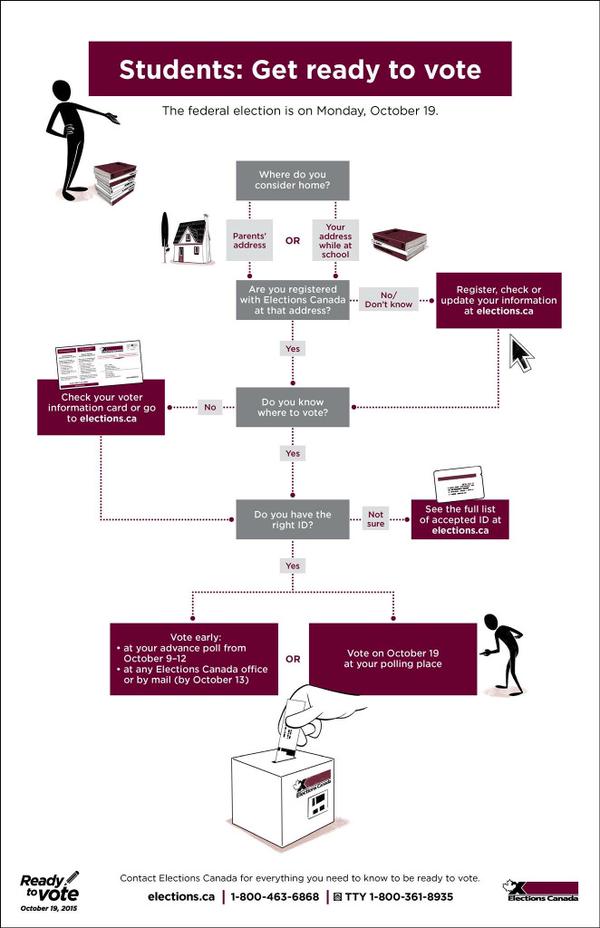 Students: Get ready to vote
The federal election is on Monday, October 19.
Where do you
consider home?
Parents'
address
OR
Your
address
while at
school
Are you registered
with Elections Canada
at that address?
No/
Don't know
Register, check or
update your information
at elections.ca
Yes
Check your voter
information card or go
to elections.ca
No
Do you know
where to vote?
Yes
Do you have the
right ID?
Not
sure
See the full list
of accepted ID at
elections.ca
Yes
Vote early:
• at your advance poll from
October 9–12
• at any Elections Canada office
or by mail (by October 13)
OR
Vote on October 19
at your polling place
Elections Canada
Ready
to vote
October 19, 2015
Contact Elections Canada for everything you need to know to be ready to vote.
elections.ca | 1-800-463-6868 | TTY 1-800-361-8935
Elections Canada